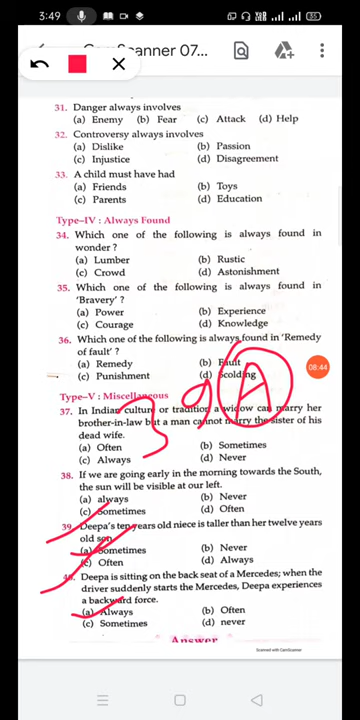 3:49
VoD LTE 35
CamScanner 07...
31. Danger always involves
(a) Enemy (b) Fear (c) Attack (d) Help
32. Controversy always involves
(a) Dislike (b) Passion
(c) Injustice (d) Disagreement
33. A child must have had
(a) Friends (b) Toys
(c) Parents (d) Education
Type–IV : Always Found
34. Which one of the following is always found in
wonder ?
(a) Lumber (b) Rustic
(c) Crowd (d) Astonishment
35. Which one of the following is always found in
'Bravery' ?
(a) Power (b) Experience
(c) Courage (d) Knowledge
36. Which one of the following is always found in 'Remedy
of fault' ?
(a) Remedy (b) Fault
(c) Punishment (d) Scolding
08:44
39 A
Type–V : Miscellaneous
37. In Indian culture or tradition a widow can marry her
brother-in-law but a man cannot marry the sister of his
dead wife.
(a) Often (b) Sometimes
(c) Always (d) Never
38. If we are going early in the morning towards the South,
the sun will be visible at our left.
(a) always (b) Never
(c) Sometimes (d) Often
39. Deepa's ten years old niece is taller than her twelve years
old son.
(a) Sometimes (b) Never
(c) Often (d) Always
40. Deepa is sitting on the back seat of a Mercedes; when the
driver suddenly starts the Mercedes, Deepa experiences
a backward force.
(a) Always (b) Often
(c) Sometimes (d) never
Answer
Scanned with CamScanner